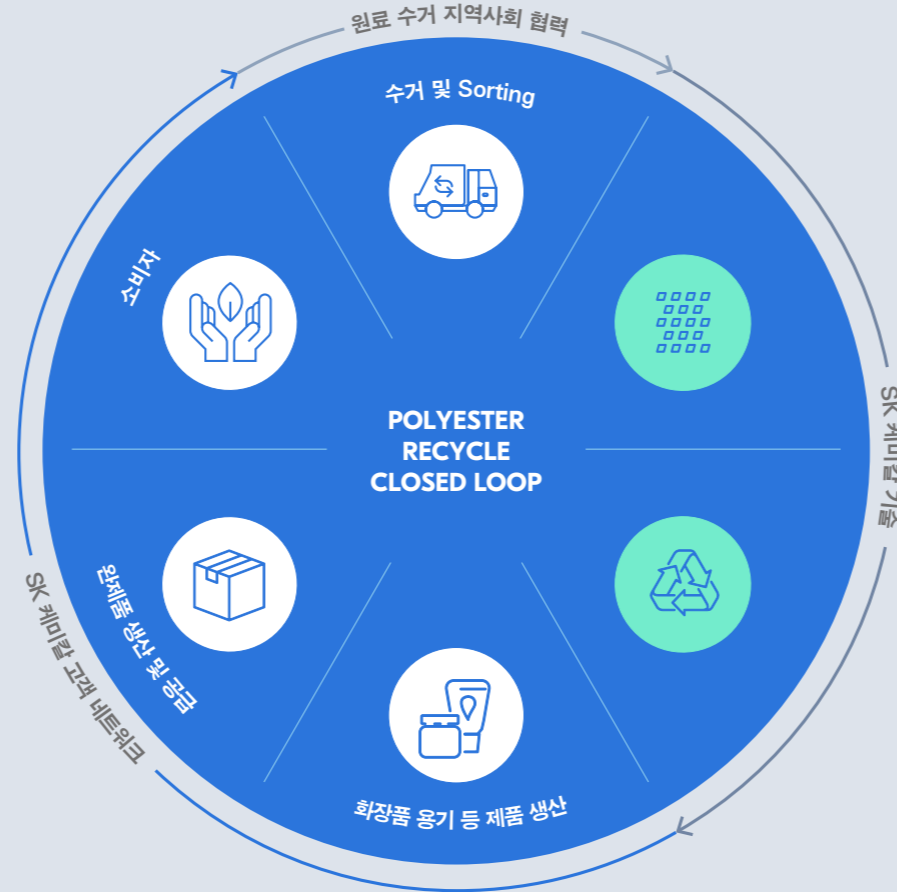 원료 수거 지역사회 협력
수거 및 Sorting
소비자
POLYESTER
RECYCLE
CLOSED LOOP
SK 케미칼 기술
완제품 생산 및 공급
SK 케미칼 고객 네트워크
화장품 용기 등 제품 생산